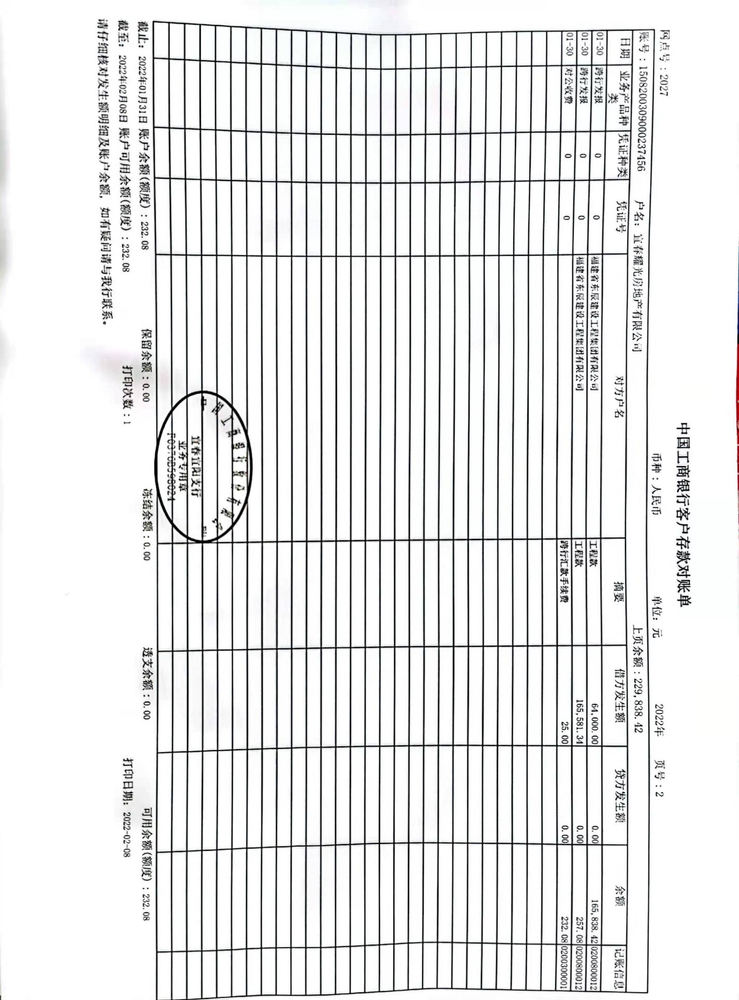 中国工商银行客户存款对账单
网点号:2027 币种:人民币 单位:元 2022年 页号:2
账号:1508200309000237456 户名:宜春耀光房地产有限公司 上页余额:229,838.42
日期 业务产品种类 凭证种类 凭证号 对方户名 摘要 借方发生额 贷方发生额 余额 记账信息
01-30 跨行发报 0 0 福建省东辰建设工程集团有限公司 工程款 64,000.00 0.00 165,838.42 0200800012
01-30 跨行发报 0 0 福建省东辰建设工程集团有限公司 工程款 165,581.34 0.00 257.08 0200800012
01-30 对公收费 0 0 跨行汇款手续费 25.00 0.00 232.08 0200300001
中国工商银行股份有限公司
宜春宜阳支行
业务专用章
截止:2022年01月31日 账户余额(额度):232.08 保留余额:0.00 冻结余额:0.00 透支余额:0.00 可用余额(额度):232.08
截至:2022年02月08日 账户可用余额(额度):232.08 打印次数:1 打印日期:2022-02-08
请仔细核对发生额明细及账户余额,如有疑问请与我行联系。